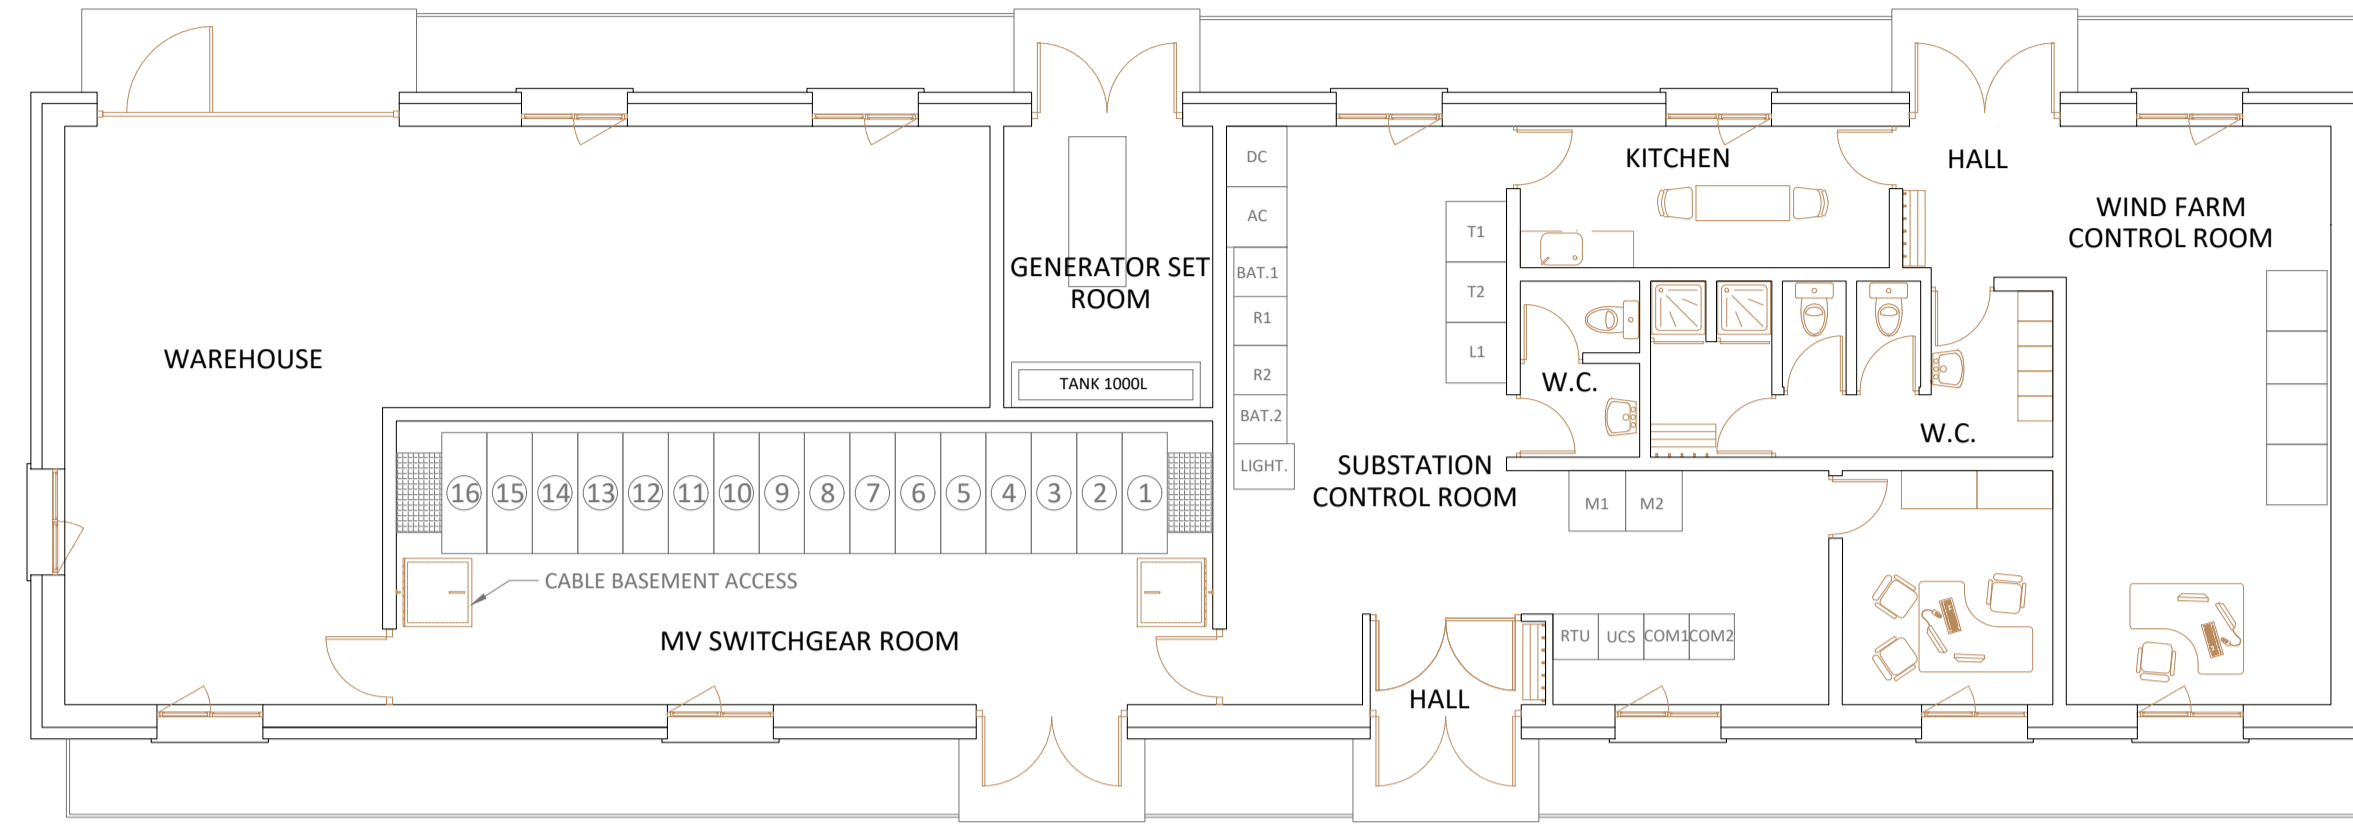 WAREHOUSE
GENERATOR SET
ROOM
TANK 1000L
16
15
14
13
12
11
10
9
8
7
6
5
4
3
2
1
CABLE BASEMENT ACCESS
MV SWITCHGEAR ROOM
DC
AC
BAT.1
R1
R2
BAT.2
LIGHT.
T1
T2
L1
SUBSTATION
CONTROL ROOM
KITCHEN
W.C.
W.C.
M1
M2
RTU
UCS
COM1
COM2
HALL
HALL
WIND FARM
CONTROL ROOM